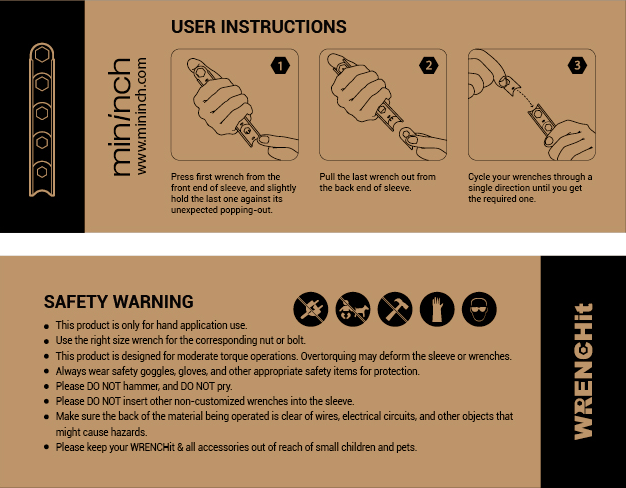 USER INSTRUCTIONS
mininch
www.mininch.com
1
2
3
Press first wrench from the
front end of sleeve, and slightly
hold the last one against its
unexpected popping-out.
Pull the last wrench out from
the back end of sleeve.
Cycle your wrenches through a
single direction until you get
the required one.
SAFETY WARNING
• This product is only for hand application use.
• Use the right size wrench for the corresponding nut or bolt.
• This product is designed for moderate torque operations. Overtorquing may deform the sleeve or wrenches.
• Always wear safety goggles, gloves, and other appropriate safety items for protection.
• Please DO NOT hammer, and DO NOT pry.
• Please DO NOT insert other non-customized wrenches into the sleeve.
• Make sure the back of the material being operated is clear of wires, electrical circuits, and other objects that
might cause hazards.
• Please keep your WRENCHit & all accessories out of reach of small children and pets.
WRENCHit